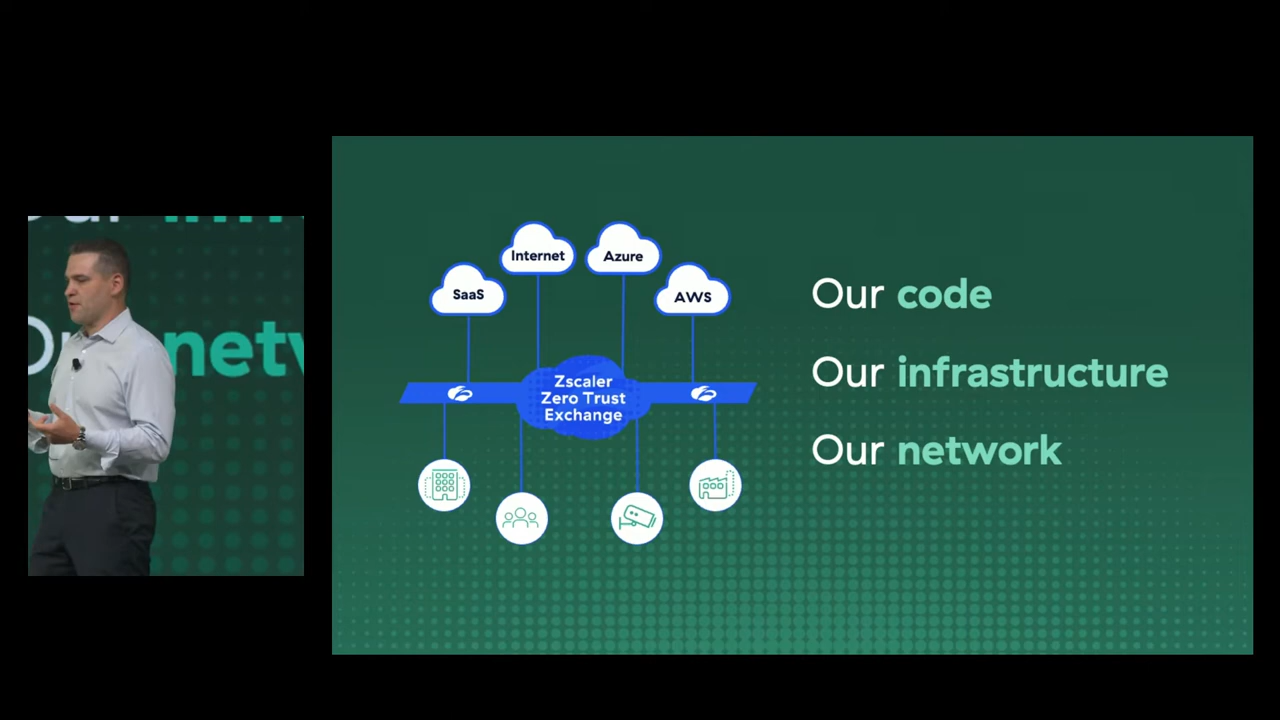 SaaS
Internet
Azure
AWS
Zscaler
Zero Trust
Exchange
Our code
Our infrastructure
Our network